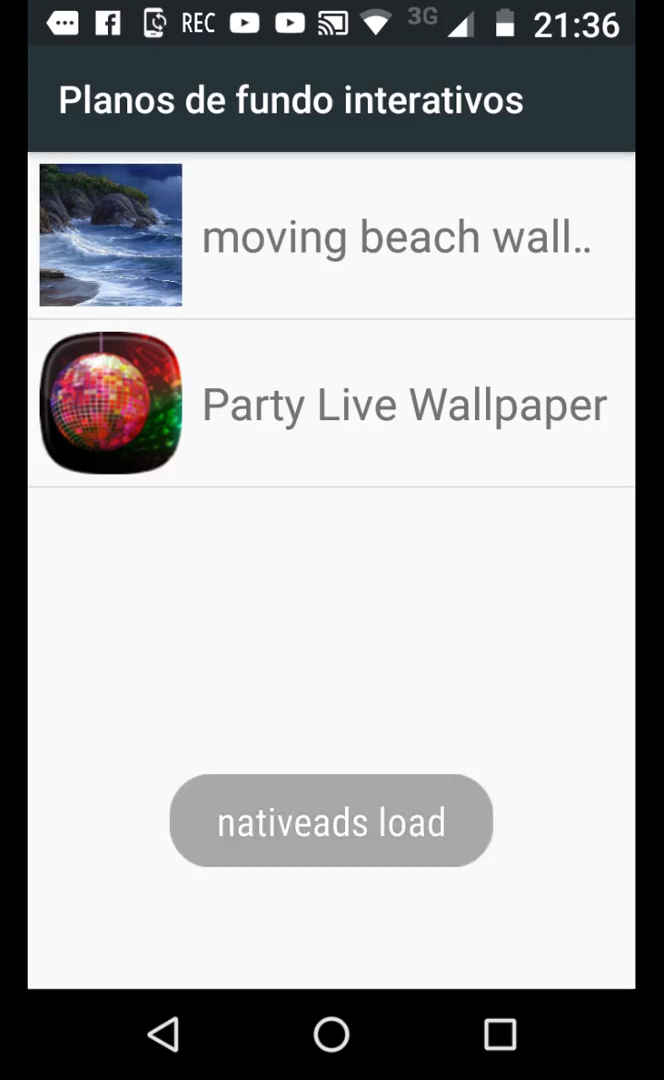 REC 3G 21:36
Planos de fundo interativos
moving beach wall..
Party Live Wallpaper
nativeads load